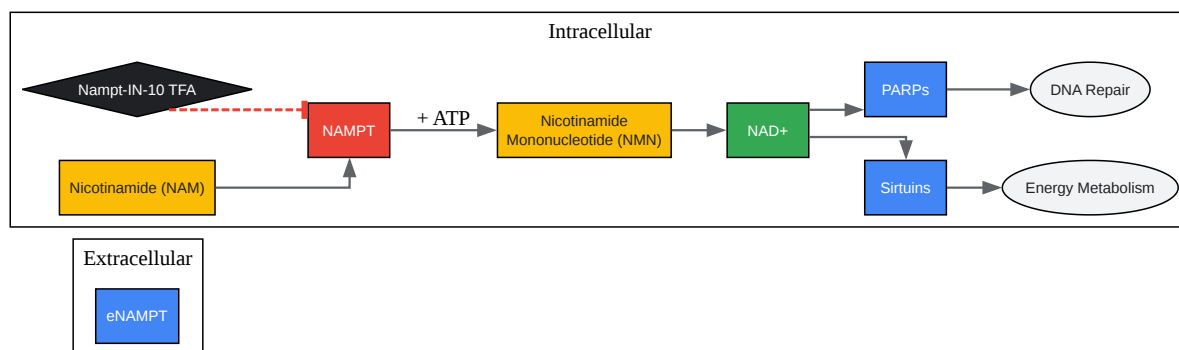 Intracellular
Nampt-IN-10 TFA
NAMPT
+ ATP
Nicotinamide
Mononucleotide (NMN)
NAD+
PARPs
DNA Repair
Nicotinamide (NAM)
Sirtuins
Energy Metabolism
Extracellular
eNAMPT